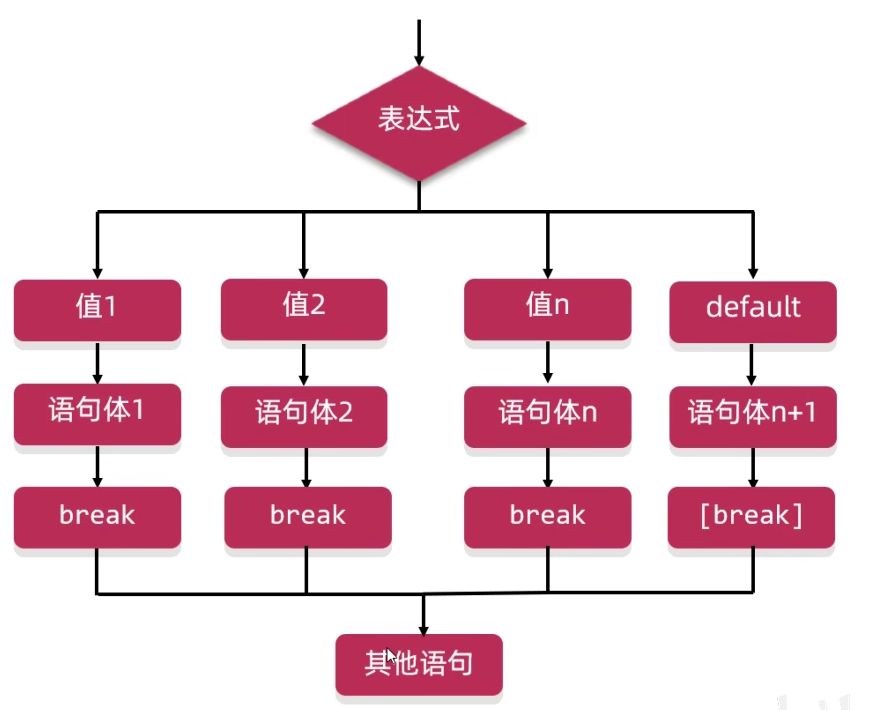 表达式
值1
值2
值n
default
语句体1
语句体2
语句体n
语句体n+1
break
break
break
[break]
其他语句